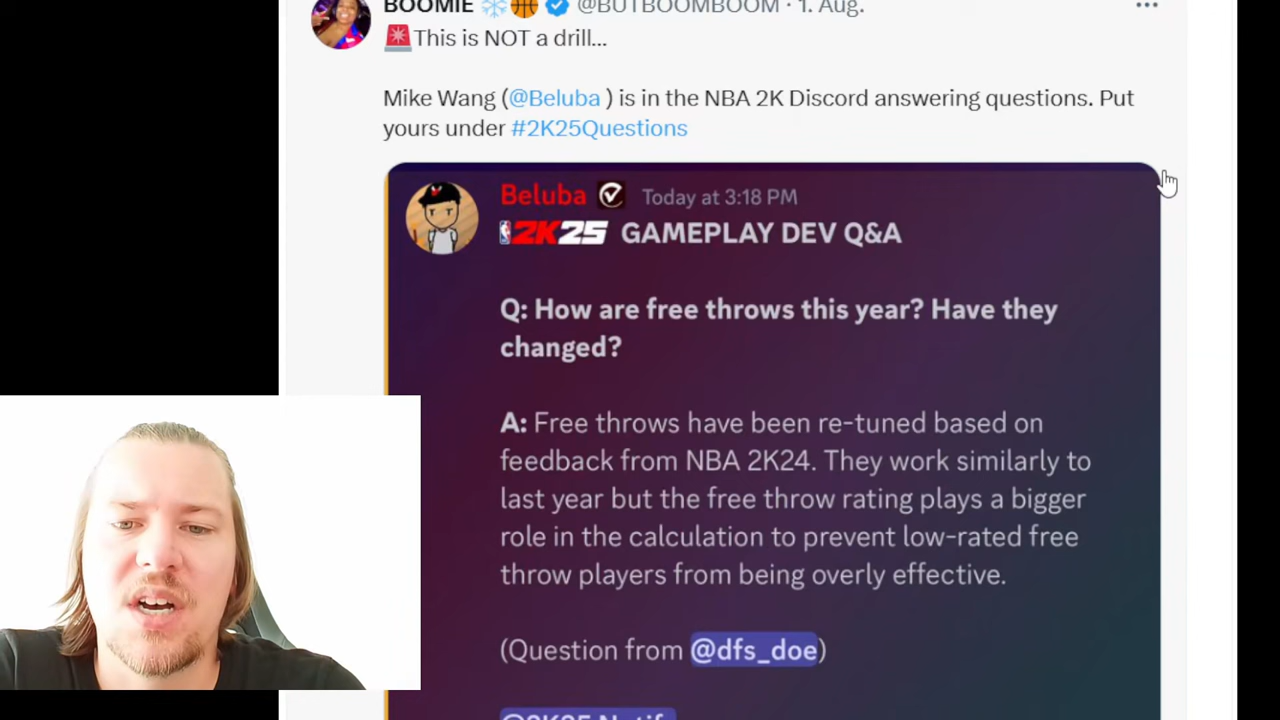 BOOMIE ❄️🏀 @BUTBOOMBOOM · 1. Aug.
🚨This is NOT a drill...
Mike Wang (@Beluba ) is in the NBA 2K Discord answering questions. Put
yours under #2K25Questions
Beluba Today at 3:18 PM
2K25 GAMEPLAY DEV Q&A
Q: How are free throws this year? Have they
changed?
A: Free throws have been re-tuned based on
feedback from NBA 2K24. They work similarly to
last year but the free throw rating plays a bigger
role in the calculation to prevent low-rated free
throw players from being overly effective.
(Question from @dfs_doe)
@2K25 Notif